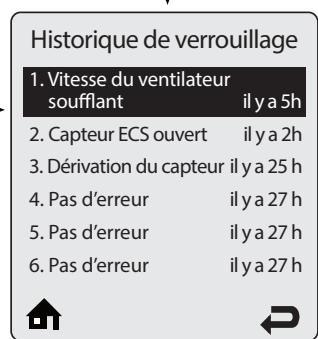 Historique de verrouillage
1. Vitesse du ventilateur
soufflant il y a 5h
2. Capteur ECS ouvert il y a 2h
3. Dérivation du capteur il y a 25 h
4. Pas d'erreur il y a 27 h
5. Pas d'erreur il y a 27 h
6. Pas d'erreur il y a 27 h